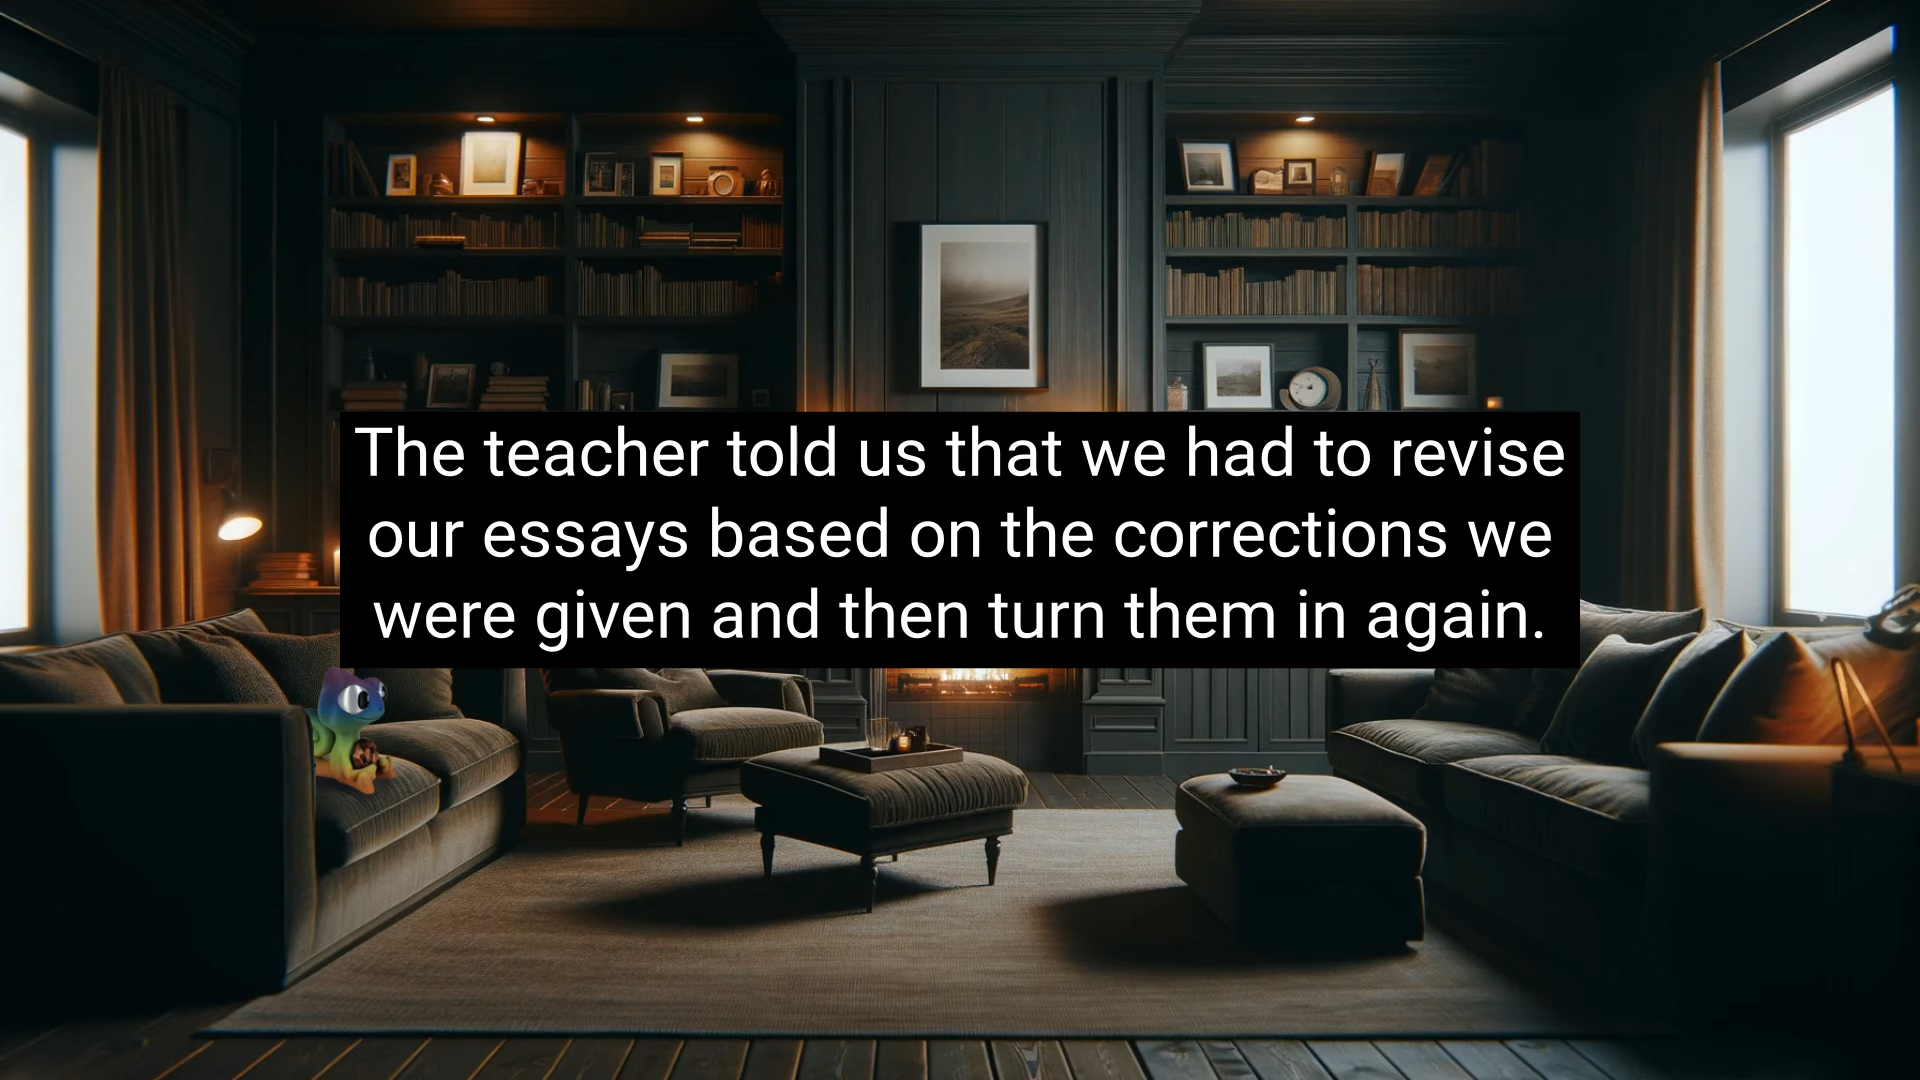 The teacher told us that we had to revise
our essays based on the corrections we
were given and then turn them in again.